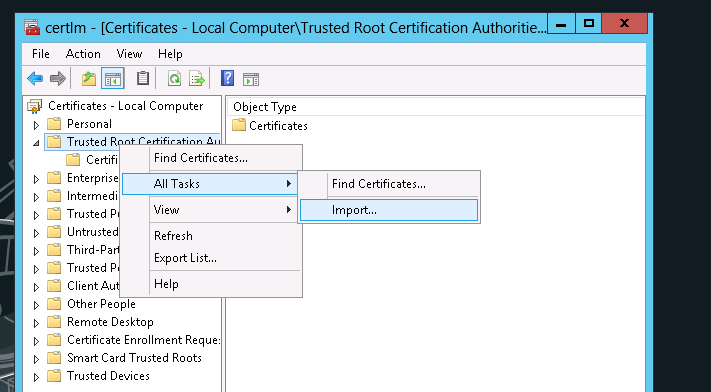 certlm - [Certificates - Local Computer\Trusted Root Certification Authoritie...
File Action View Help
Certificates - Local Computer
Object Type
Personal
Certificates
Trusted Root Certification Au
Certifi
Find Certificates...
Enterprise
All Tasks
Find Certificates...
Intermedi
Trusted Pu
View
Import...
Untrusted
Refresh
Third-Part
Export List...
Trusted Pe
Client Aut
Help
Other People
Remote Desktop
Certificate Enrollment Reque
Smart Card Trusted Roots
Trusted Devices